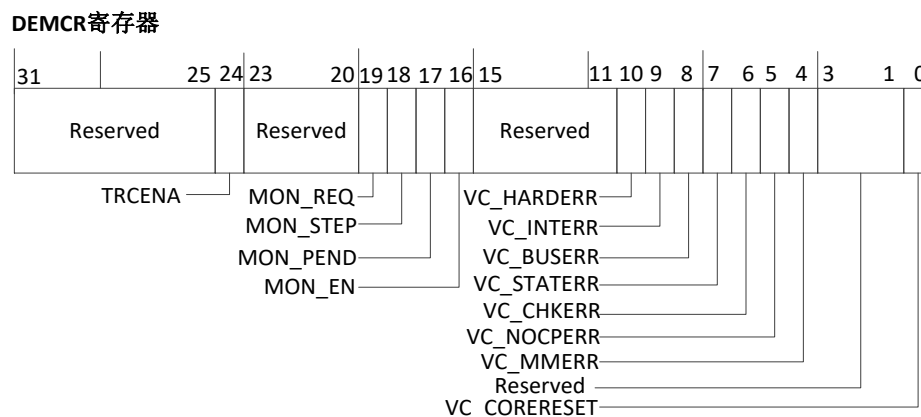 DEMCR寄存器
31 25 24 23 20 19 18 17 16 15 11 10 9 8 7 6 5 4 3 1 0
Reserved Reserved Reserved
TRCENA MON_REQ VC_HARDERR
MON_STEP VC_INTERR
MON_PEND VC_BUSERR
MON_EN VC_STATERR
VC_CHKERR
VC_NOCPERR
VC_MMERR
Reserved
VC_CORERESET